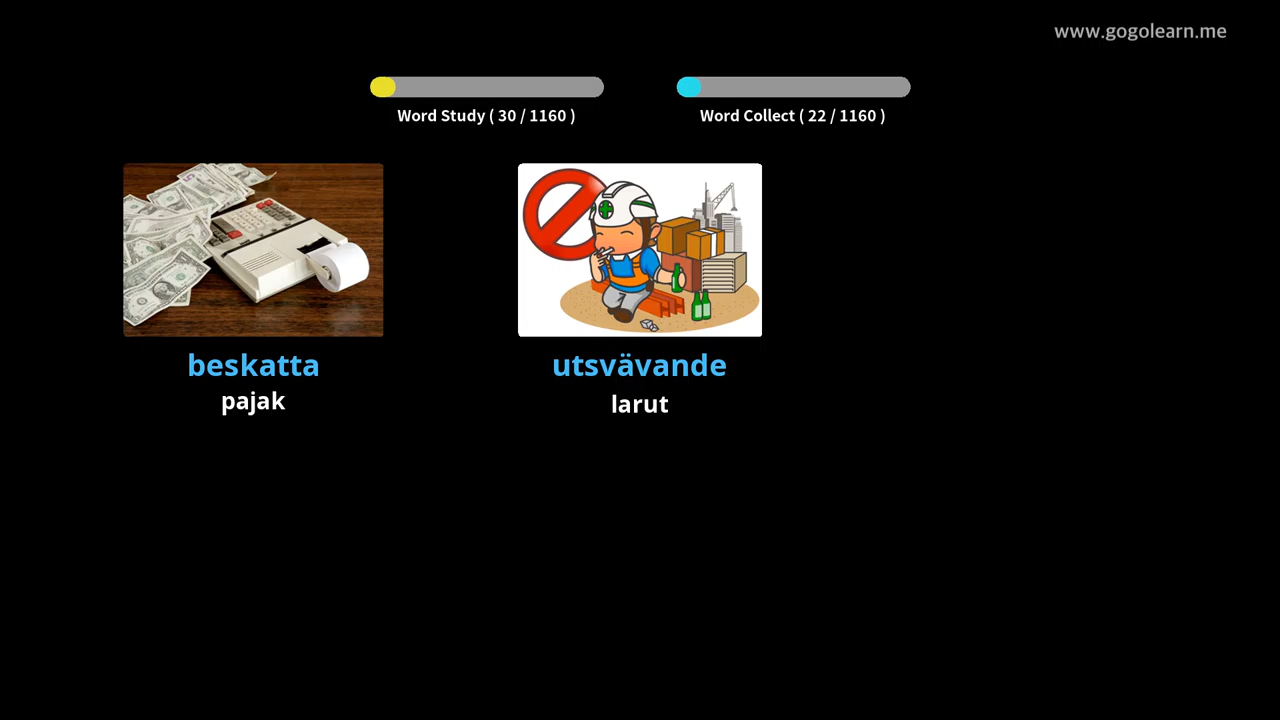 www.gogolearn.me
Word Study ( 30 / 1160 )
Word Collect ( 22 / 1160 )
beskatta
utsvävande
pajak
larut